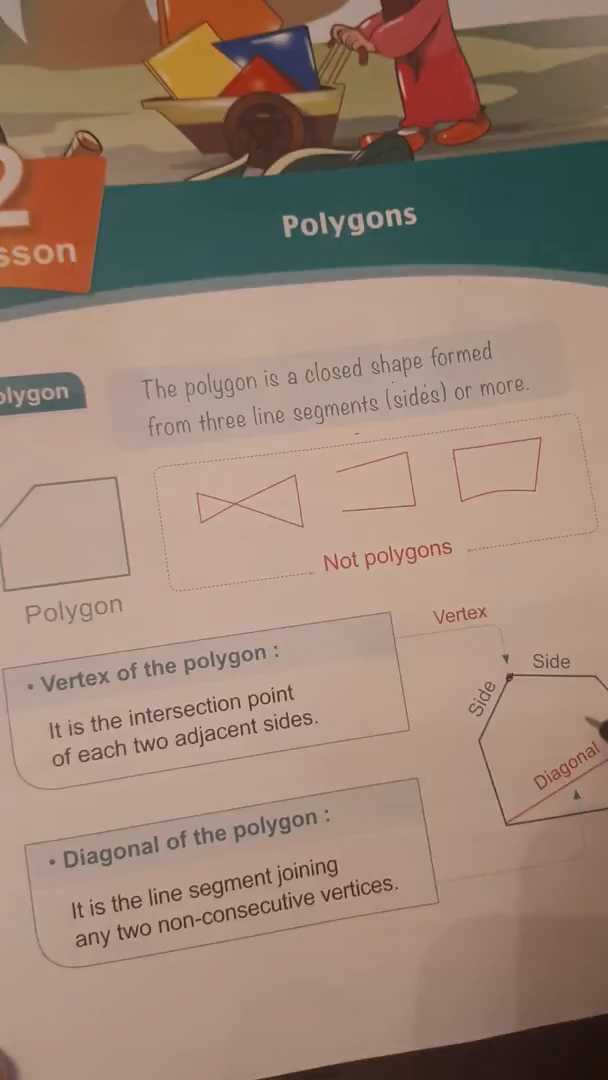 2
Polygons
The polygon is a closed shape formed
from three line segments (sides) or more.
Not polygons
Polygon
Vertex
• Vertex of the polygon :
It is the intersection point
of each two adjacent sides.
Side
Side
Diagonal
• Diagonal of the polygon :
It is the line segment joining
any two non-consecutive vertices.